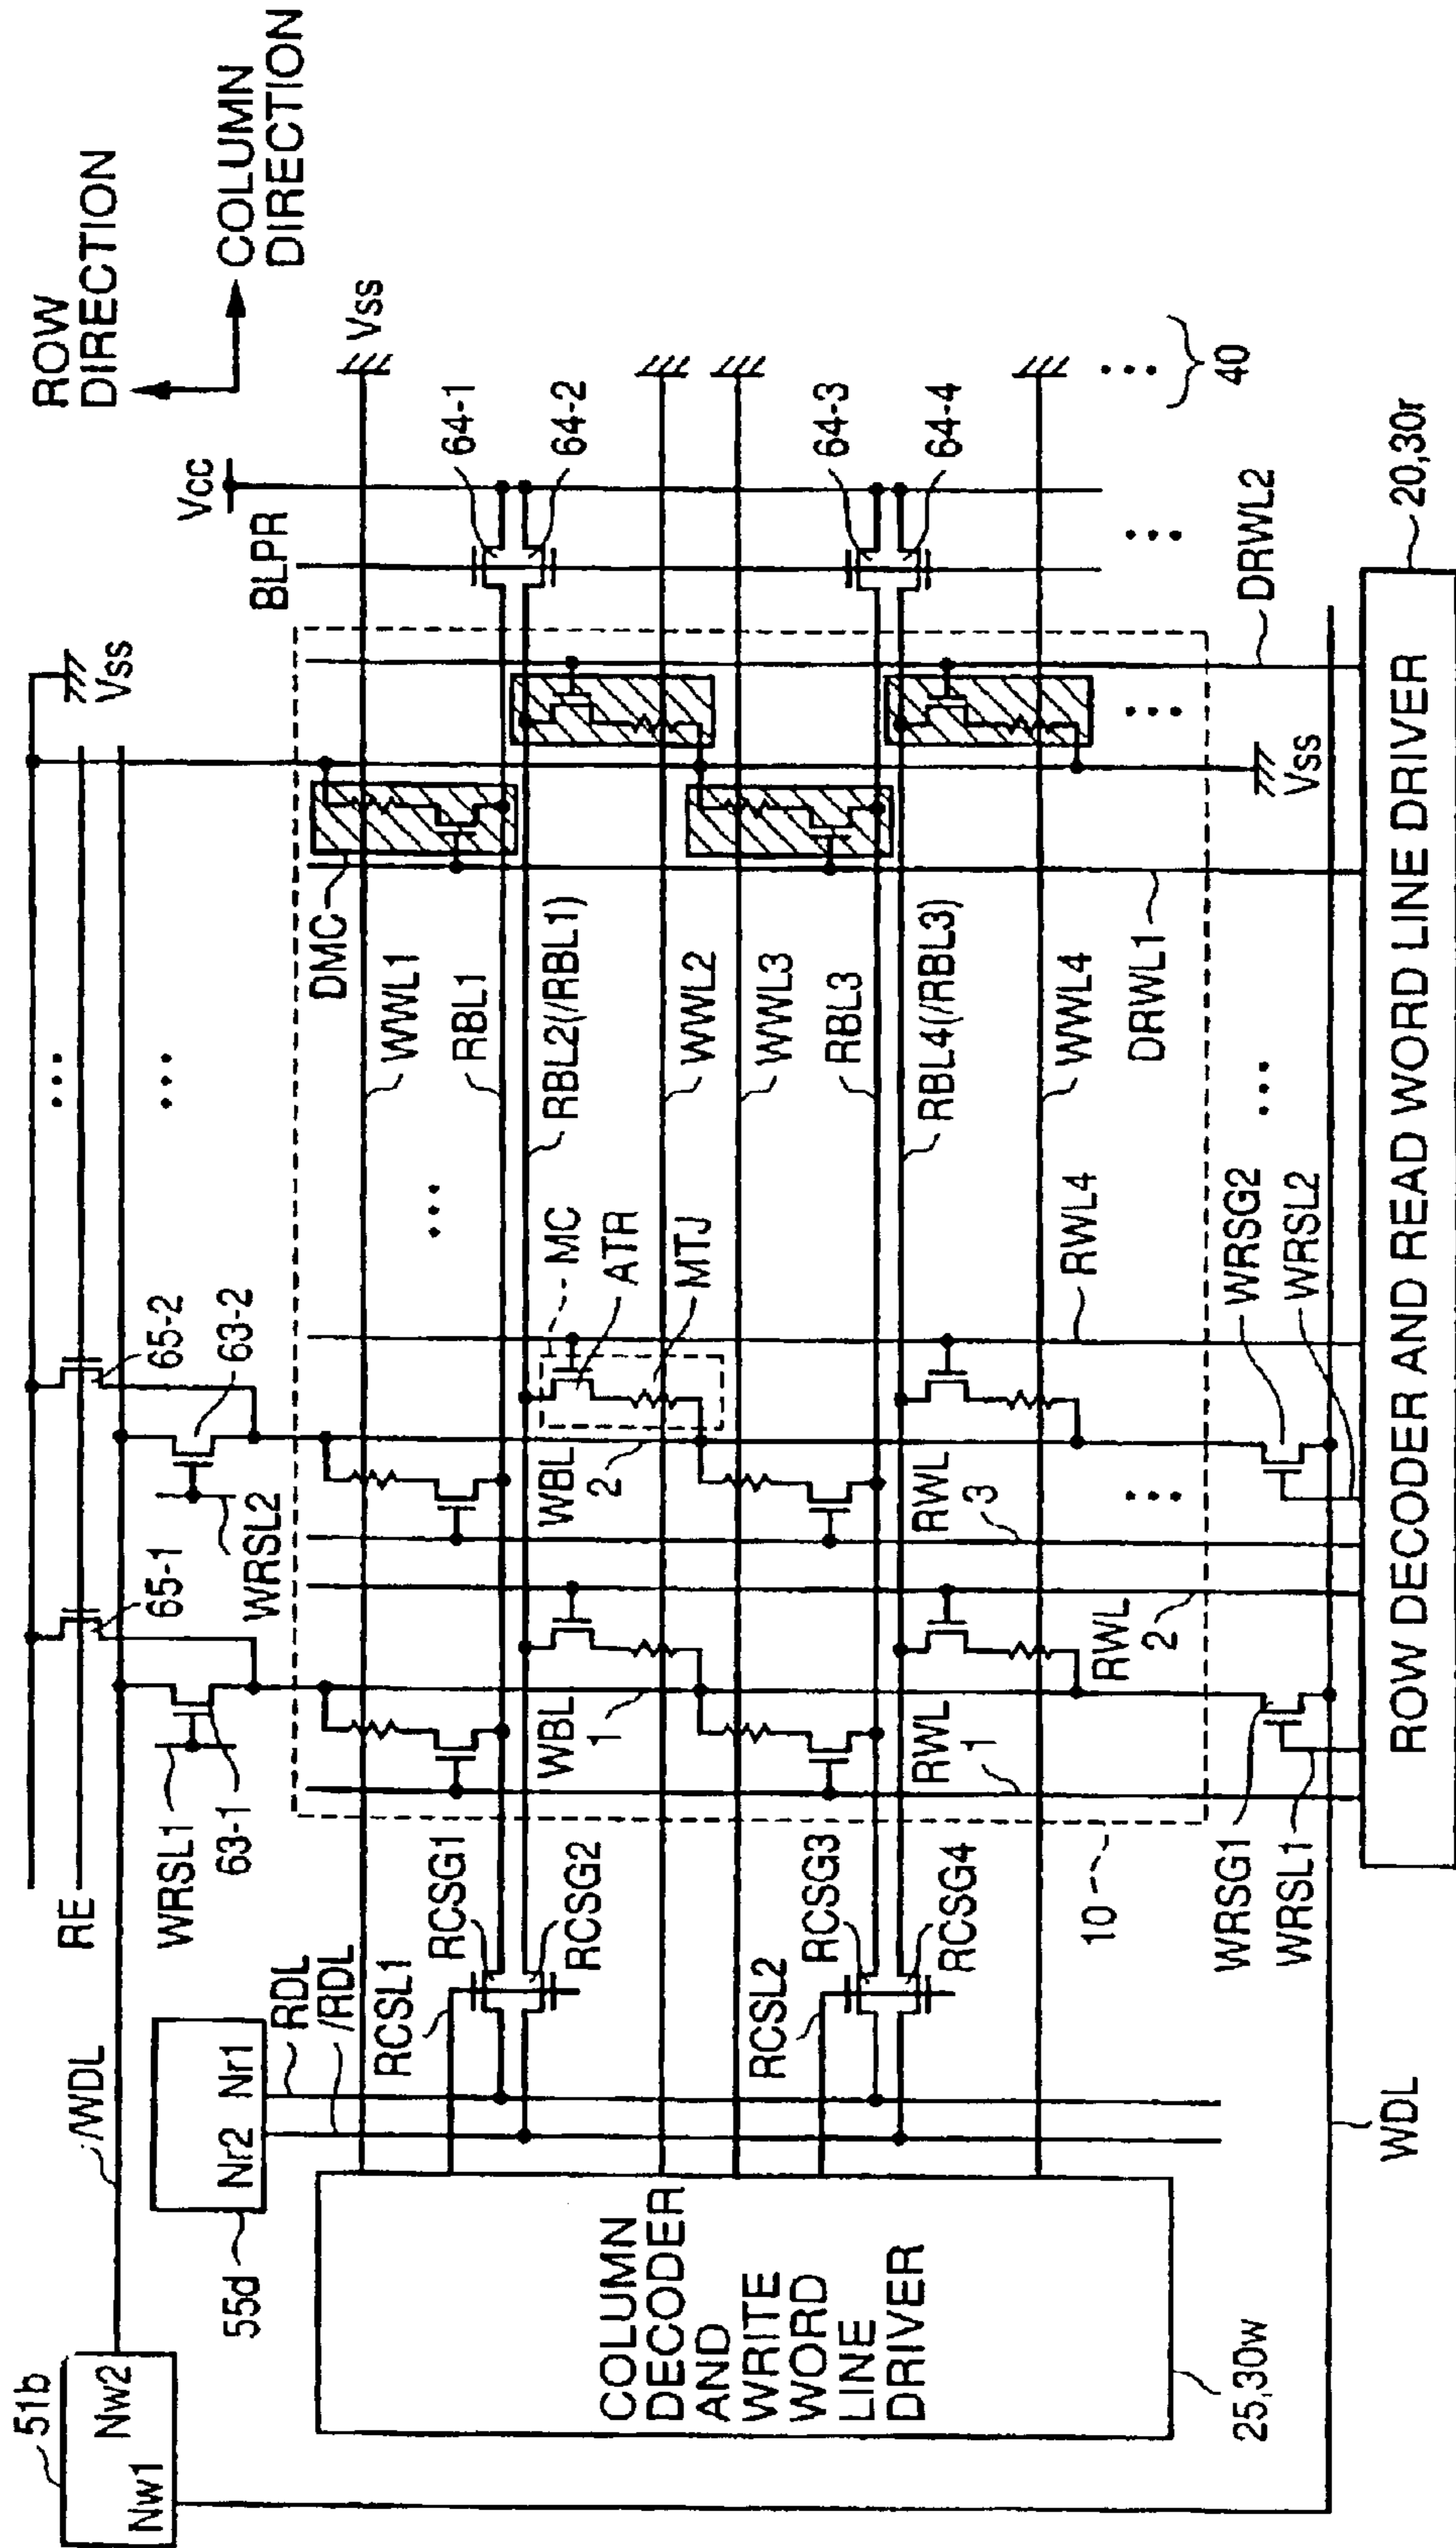 ROW
DIRECTION
COLUMN
DIRECTION
51b
Nw2
Nw1
/WDL
RE
WRSL1
63-1
65-1
WRSL2
63-2
65-2
...
...
Vss
Vcc
BLPR
Vss
55d
Nr2
Nr1
RDL
/RDL
RCSL1
RCSG1
RCSG2
RCSL2
RCSG3
RCSG4
COLUMN
DECODER
AND
WRITE
WORD
LINE
DRIVER
25,30w
DMC
WWL1
RBL1
RBL2(/RBL1)
WWL2
WWL3
RBL3
RBL4(/RBL3)
WWL4
DRWL1
...
MC
ATR
MTJ
WBL
1
WBL
2
RWL
1
RWL
2
RWL
3
RWL4
...
...
...
64-1
64-2
64-3
64-4
...
...
40
Vss
DRWL2
10
WRSG1
WRSL1
WRSG2
WRSL2
WDL
20,30r
ROW DECODER AND READ WORD LINE DRIVER